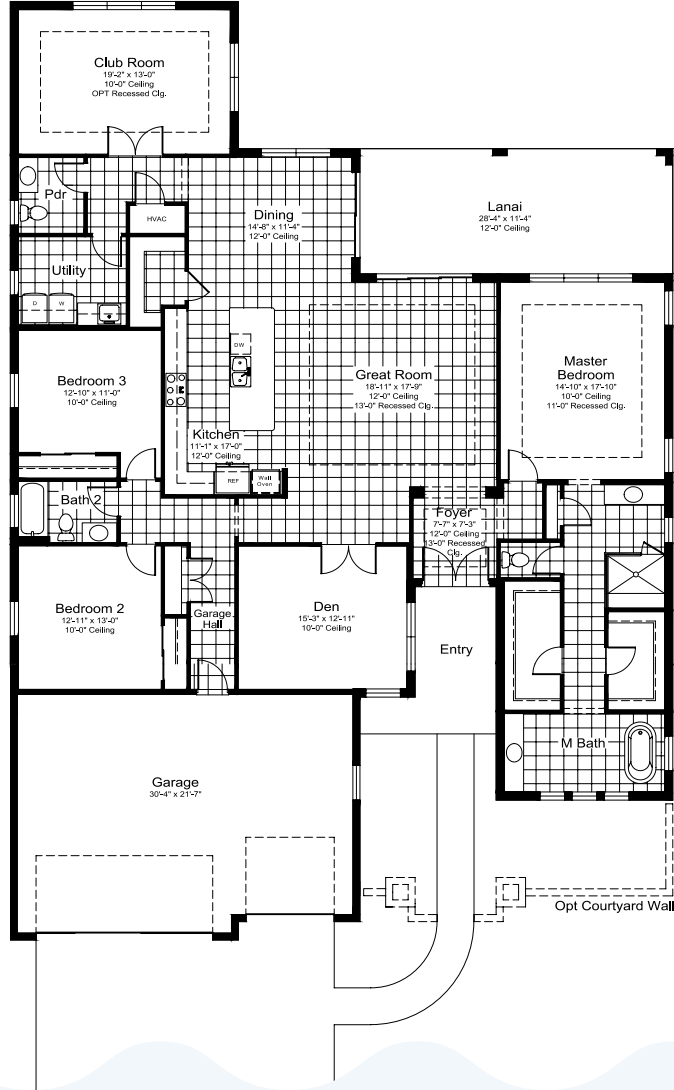 Club Room
19'-2" x 13'-0"
10'-0" Ceiling
OPT Recessed Clg.
Pdr
HVAC
Dining
14'-8" x 11'-4"
12'-0" Ceiling
Lanai
28'-4" x 11'-4"
12'-0" Ceiling
Utility
D
W
DW
Bedroom 3
12'-10" x 11'-0"
10'-0" Ceiling
Great Room
18'-11" x 17'-9"
12'-0" Ceiling
13'-0" Recessed Clg.
Master
Bedroom
14'-10" x 17'-10"
10'-0" Ceiling
11'-0" Recessed Clg.
Kitchen
11'-1" x 17'-0"
12'-0" Ceiling
REF
Wall
Oven
Bath 2
Foyer
7'-7" x 7'-3"
12'-0" Ceiling
13'-0" Recessed
Clg.
Bedroom 2
12'-11" x 13'-0"
10'-0" Ceiling
Garage
Hall
Den
15'-3" x 12'-11"
10'-0" Ceiling
Entry
M Bath
Garage
30'-4" x 21'-7"
Opt Courtyard Wall